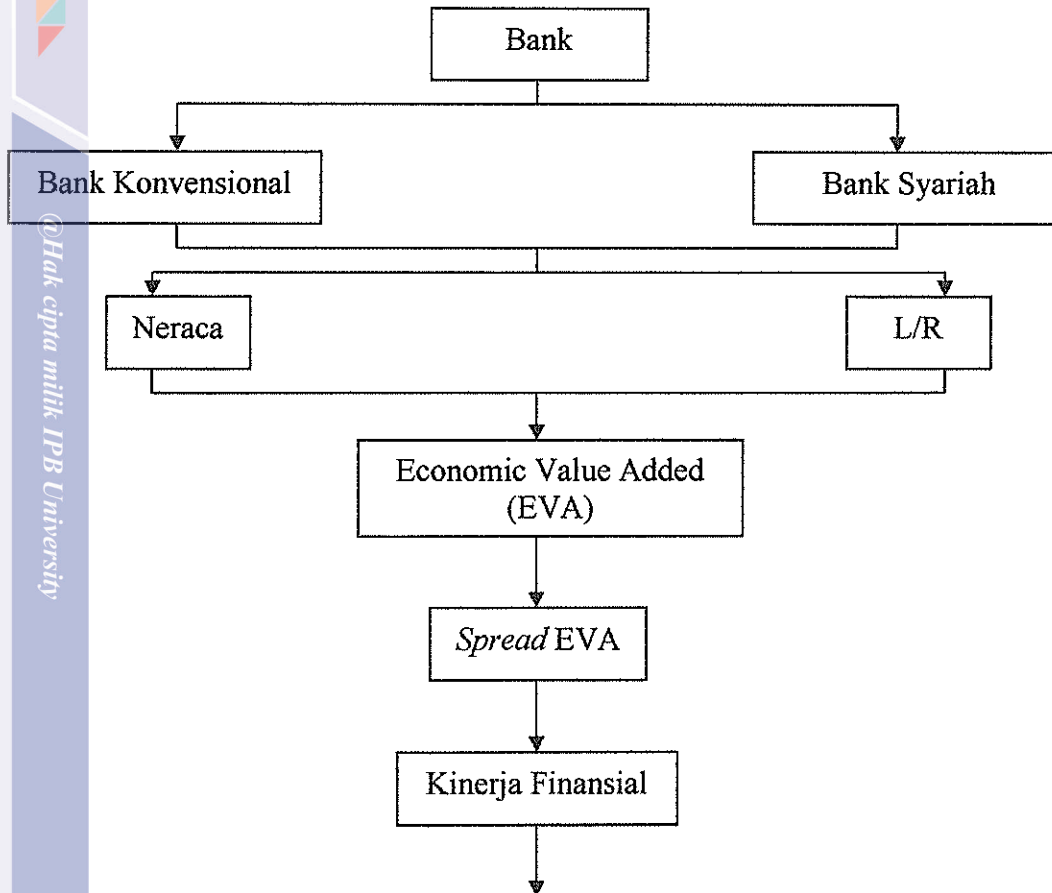 Bank
Bank Konvensional
Bank Syariah
Neraca
L/R
Economic Value Added
(EVA)
Spread EVA
Kinerja Finansial
@Hak cipta milik IPB University